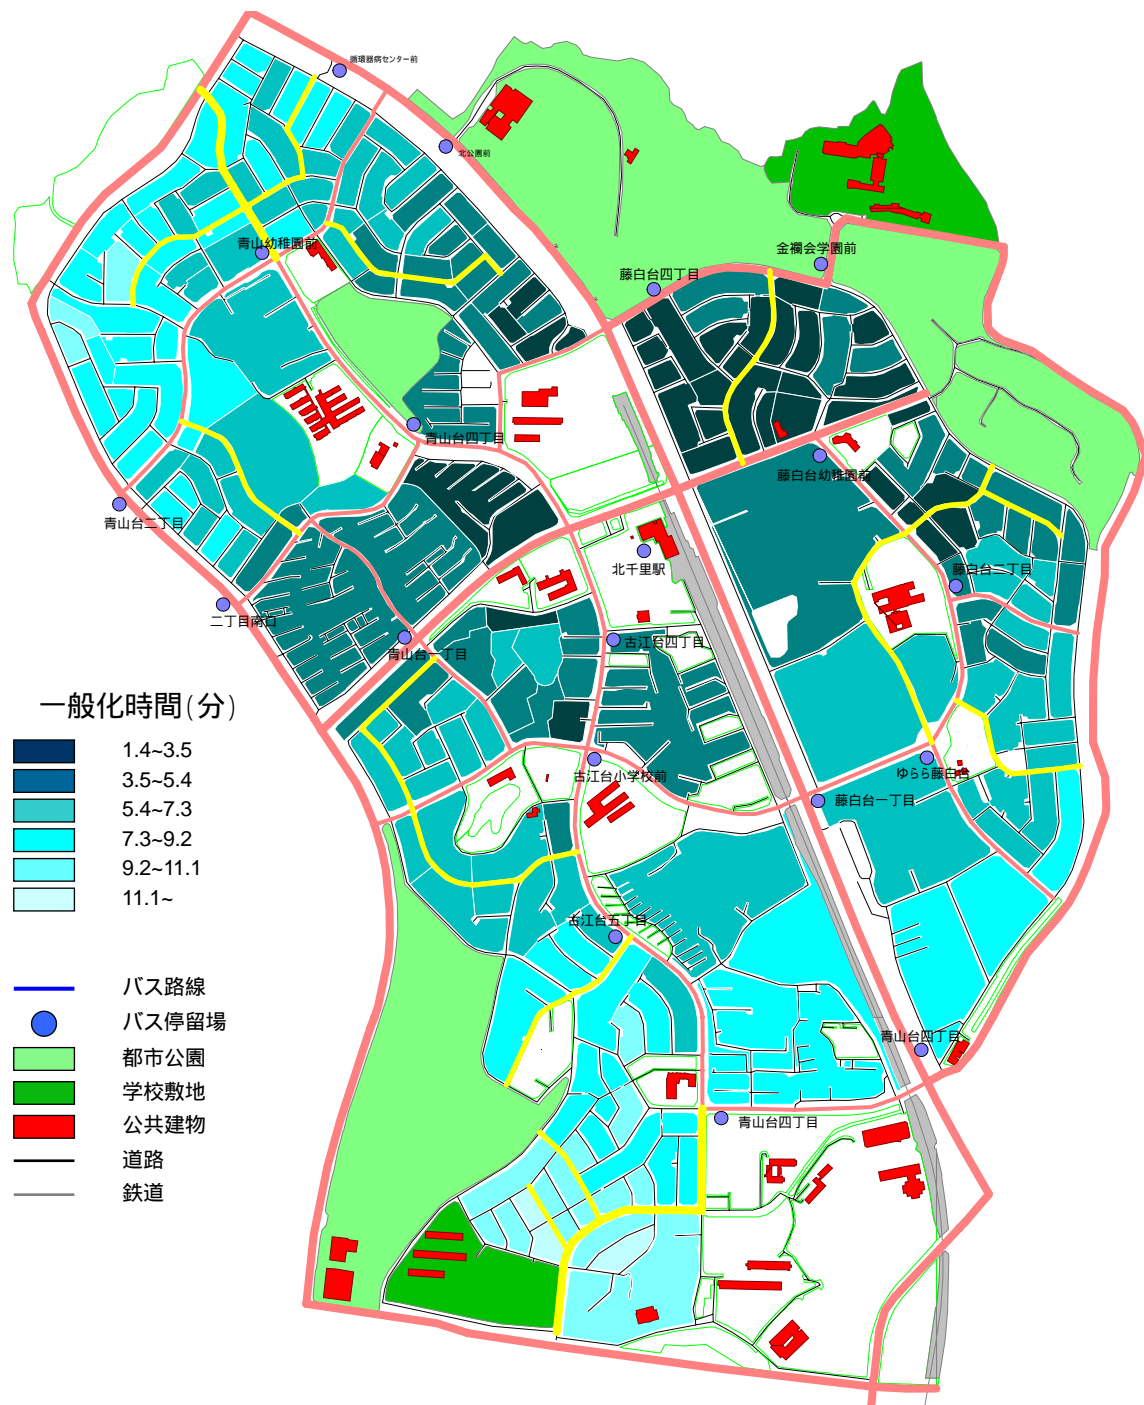 循環器病センター前
北公園前
青山幼稚園前
金襴会学園前
藤白台四丁目
青山台四丁目
藤白台幼稚園前
青山台二丁目
北千里駅
藤白台二丁目
二丁目南口
青山台一丁目
古江台四丁目
一般化時間(分)
1.4~3.5
3.5~5.4
5.4~7.3
7.3~9.2
9.2~11.1
11.1~
古江台小学校前
ゆらら藤白台
藤白台一丁目
古江台五丁目
バス路線
バス停留場
都市公園
学校敷地
公共建物
道路
鉄道
青山台四丁目
青山台四丁目